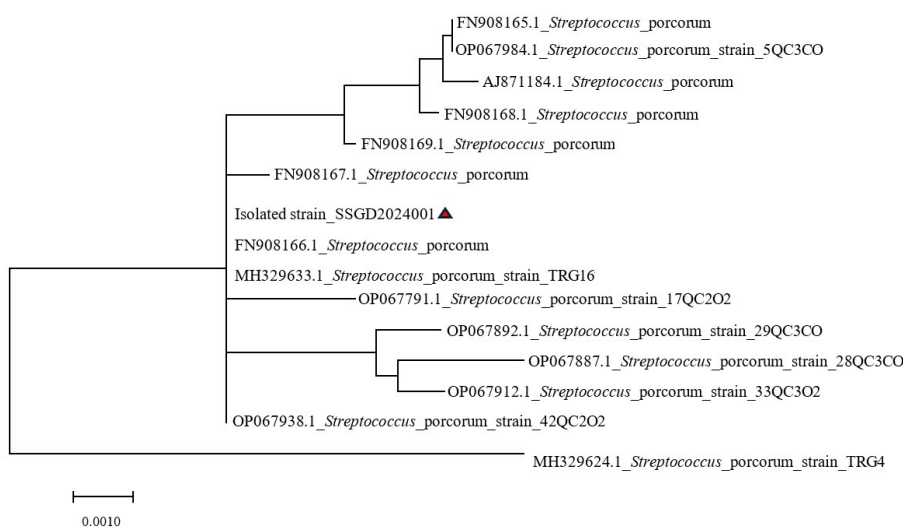 FN908165.1_Streptococcus_porcorum
OP067984.1_Streptococcus_porcorum_strain_5QC3CO
AJ871184.1_Streptococcus_porcorum
FN908168.1_Streptococcus_porcorum
FN908169.1_Streptococcus_porcorum
FN908167.1_Streptococcus_porcorum
Isolated strain_SSGD2024001
FN908166.1_Streptococcus_porcorum
MH329633.1_Streptococcus_porcorum_strain_TRG16
OP067791.1_Streptococcus_porcorum_strain_17QC2O2
OP067892.1_Streptococcus_porcorum_strain_29QC3CO
OP067887.1_Streptococcus_porcorum_strain_28QC3CO
OP067912.1_Streptococcus_porcorum_strain_33QC3O2
OP067938.1_Streptococcus_porcorum_strain_42QC2O2
MH329624.1_Streptococcus_porcorum_strain_TRG4
0.0010